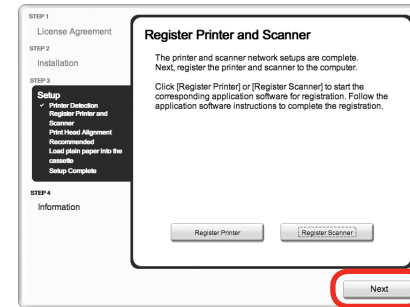 STEP 1
License Agreement
STEP 2
Installation
STEP 3
Setup
✓ Printer Detection
Register Printer and
Scanner
Print Head Alignment
Recommended
Load plain paper into the
cassette
Setup Complete
STEP 4
Information
Register Printer and Scanner
The printer and scanner network setups are complete.
Next, register the printer and scanner to the computer.
Click [Register Printer] or [Register Scanner] to start the
corresponding application software for registration. Follow the
application software instructions to complete the registration.
Register Printer
Register Scanner
Next